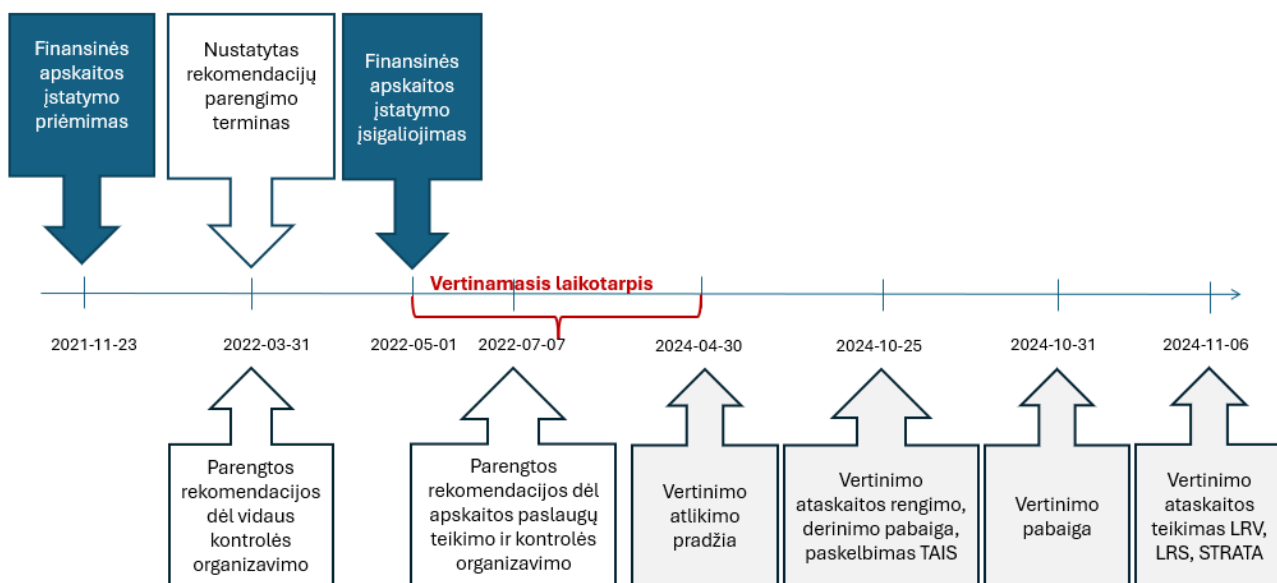 Finansinės
apskaitos
įstatymo
priėmimas
Nustatytas
rekomendacijų
parengimo
terminas
Finansinės
apskaitos
įstatymo
įsigaliojimas
Vertinamasis laikotarpis
2021-11-23
2022-03-31
2022-05-01
2022-07-07
2024-04-30
2024-10-25
2024-10-31
2024-11-06
Parengtos
rekomendacijos
dėl vidaus
kontrolės
organizavimo
Parengtos
rekomendacijos dėl
apskaitos paslaugų
teikimo ir kontrolės
organizavimo
Vertinimo
atlikimo
pradžia
Vertinimo
ataskaitos rengimo,
derinimo pabaiga,
paskelbimas TAIS
Vertinimo
pabaiga
Vertinimo
ataskaitos
teikimas LRV,
LRS, STRATA